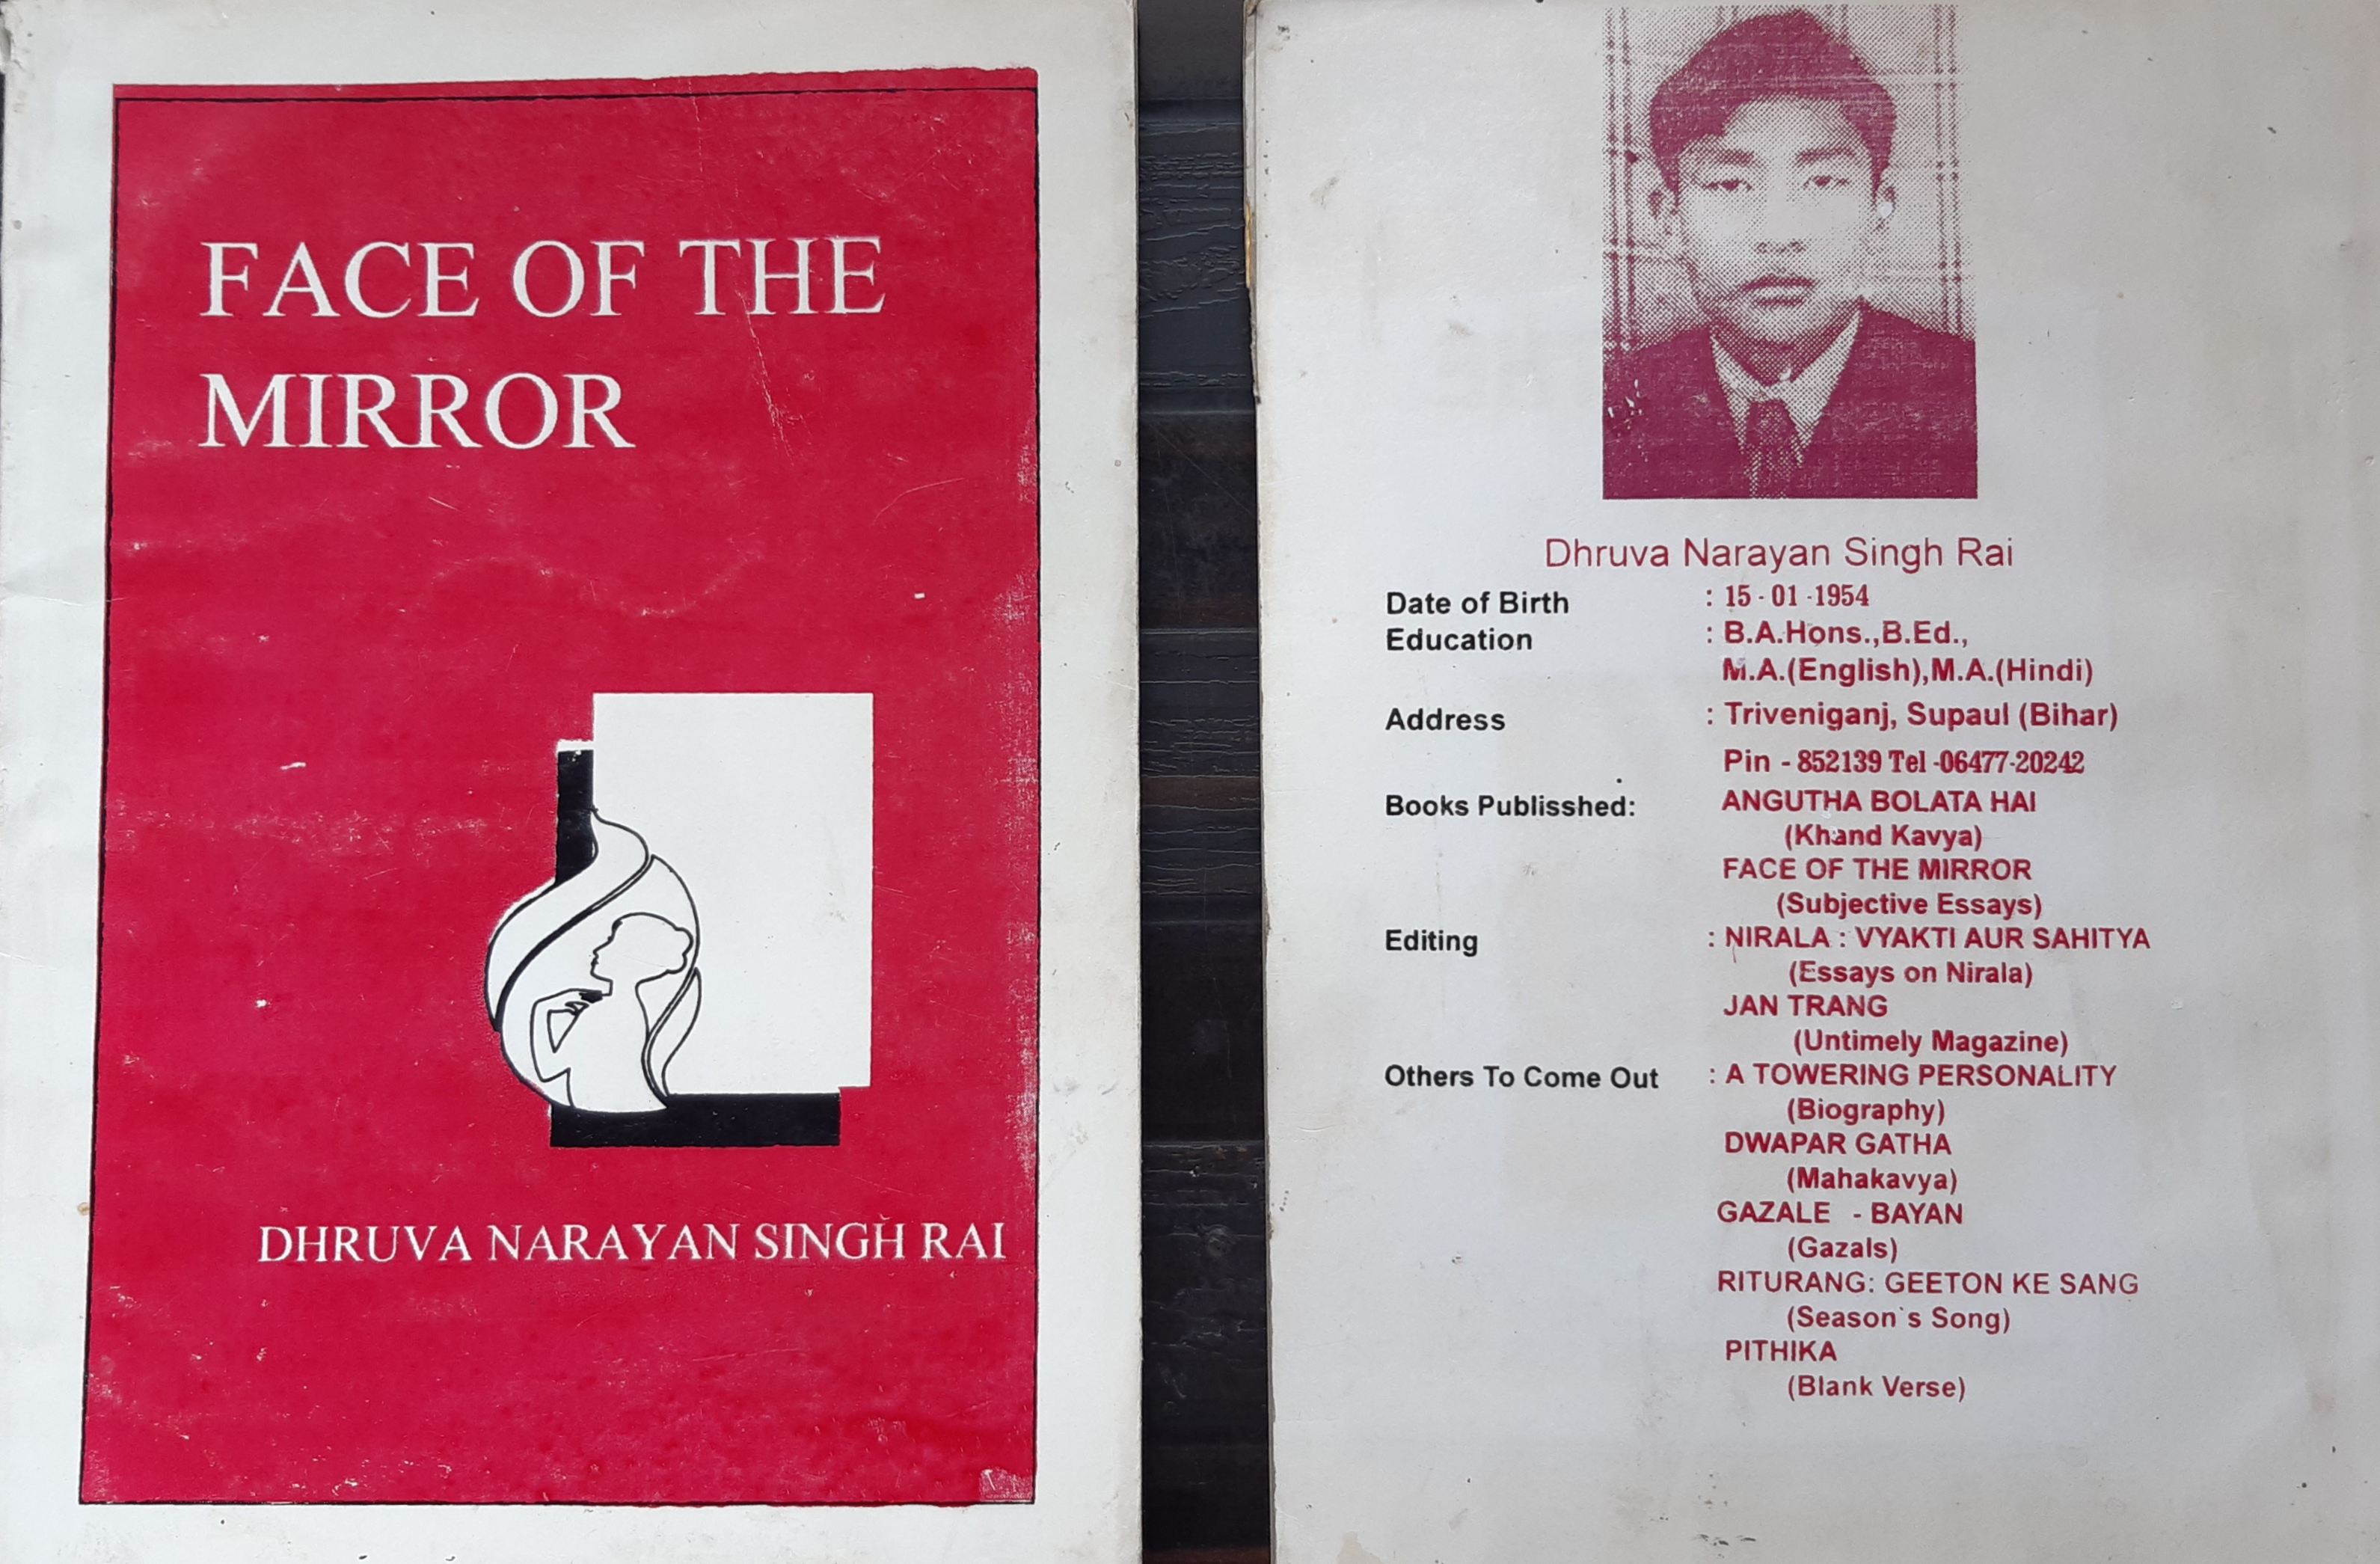 FACE OF THE
MIRROR
DHRUVA NARAYAN SINGH RAI
Dhruva Narayan Singh Rai
Date of Birth : 15-01-1954
Education : B.A.Hons.,B.Ed.,
M.A.(English),M.A.(Hindi)
Address : Triveniganj, Supaul (Bihar)
Pin - 852139 Tel -06477-20242
Books Publisshed: ANGUTHA BOLATA HAI
(Khand Kavya)
FACE OF THE MIRROR
(Subjective Essays)
Editing : NIRALA : VYAKTI AUR SAHITYA
(Essays on Nirala)
JAN TRANG
(Untimely Magazine)
Others To Come Out : A TOWERING PERSONALITY
(Biography)
DWAPAR GATHA
(Mahakavya)
GAZALE - BAYAN
(Gazals)
RITURANG: GEETON KE SANG
(Season`s Song)
PITHIKA
(Blank Verse)